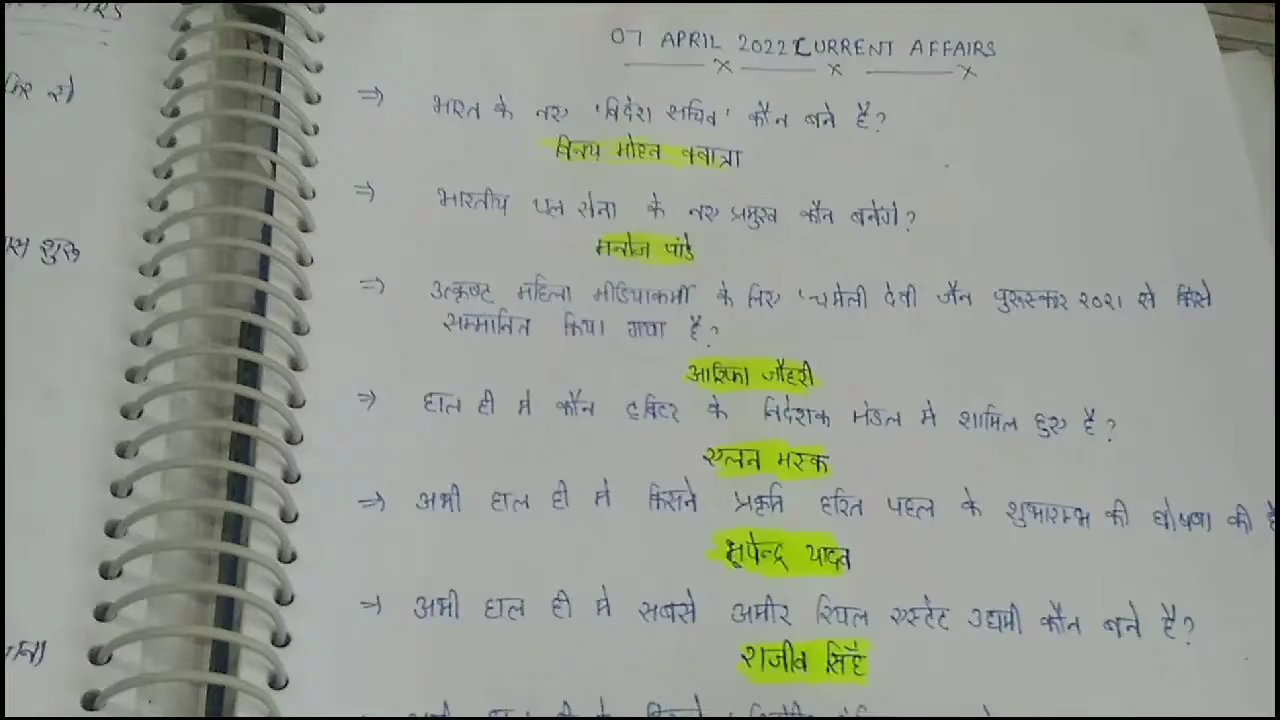 07 APRIL 2022 CURRENT AFFAIRS
⇒ भारत के नए 'विदेश सचिव' कौन बने है?
विनय मोहन क्वात्रा
⇒ भारतीय थल सेना के नए प्रमुख कौन बनेंगे?
मनोज पांडे
⇒ उत्कृष्ट महिला मीडियाकर्मी के लिए 'चमेली देवी जैन पुरूस्कार २०२१ से किसे
सम्मानित किया गया है?
आरिफा जौहरी
⇒ हाल ही मे कौन ट्विटर के निदेशक मंडल मे शामिल हुए है?
एलन मस्क
⇒ अभी हाल ही मे किसने प्रकृति हरित पहल के शुभारम्भ की घोषणा की है
भूपेन्द्र यादव
⇒ अभी हाल ही मे सबसे अमीर रियल एस्टेट उद्यमी कौन बने है?
राजीव सिंह